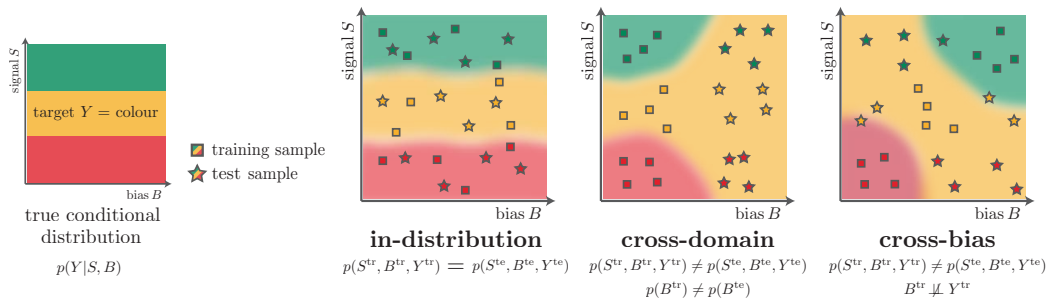 signal S
target Y = colour
bias B
true conditional
distribution
p(Y|S, B)
training sample
test sample
signal S
bias B
in-distribution
p(S^tr, B^tr, Y^tr) = p(S^te, B^te, Y^te)
signal S
bias B
cross-domain
p(S^tr, B^tr, Y^tr) ≠ p(S^te, B^te, Y^te)
p(B^tr) ≠ p(B^te)
signal S
bias B
cross-bias
p(S^tr, B^tr, Y^tr) ≠ p(S^te, B^te, Y^te)
B^tr ⊥̸⊥ Y^tr